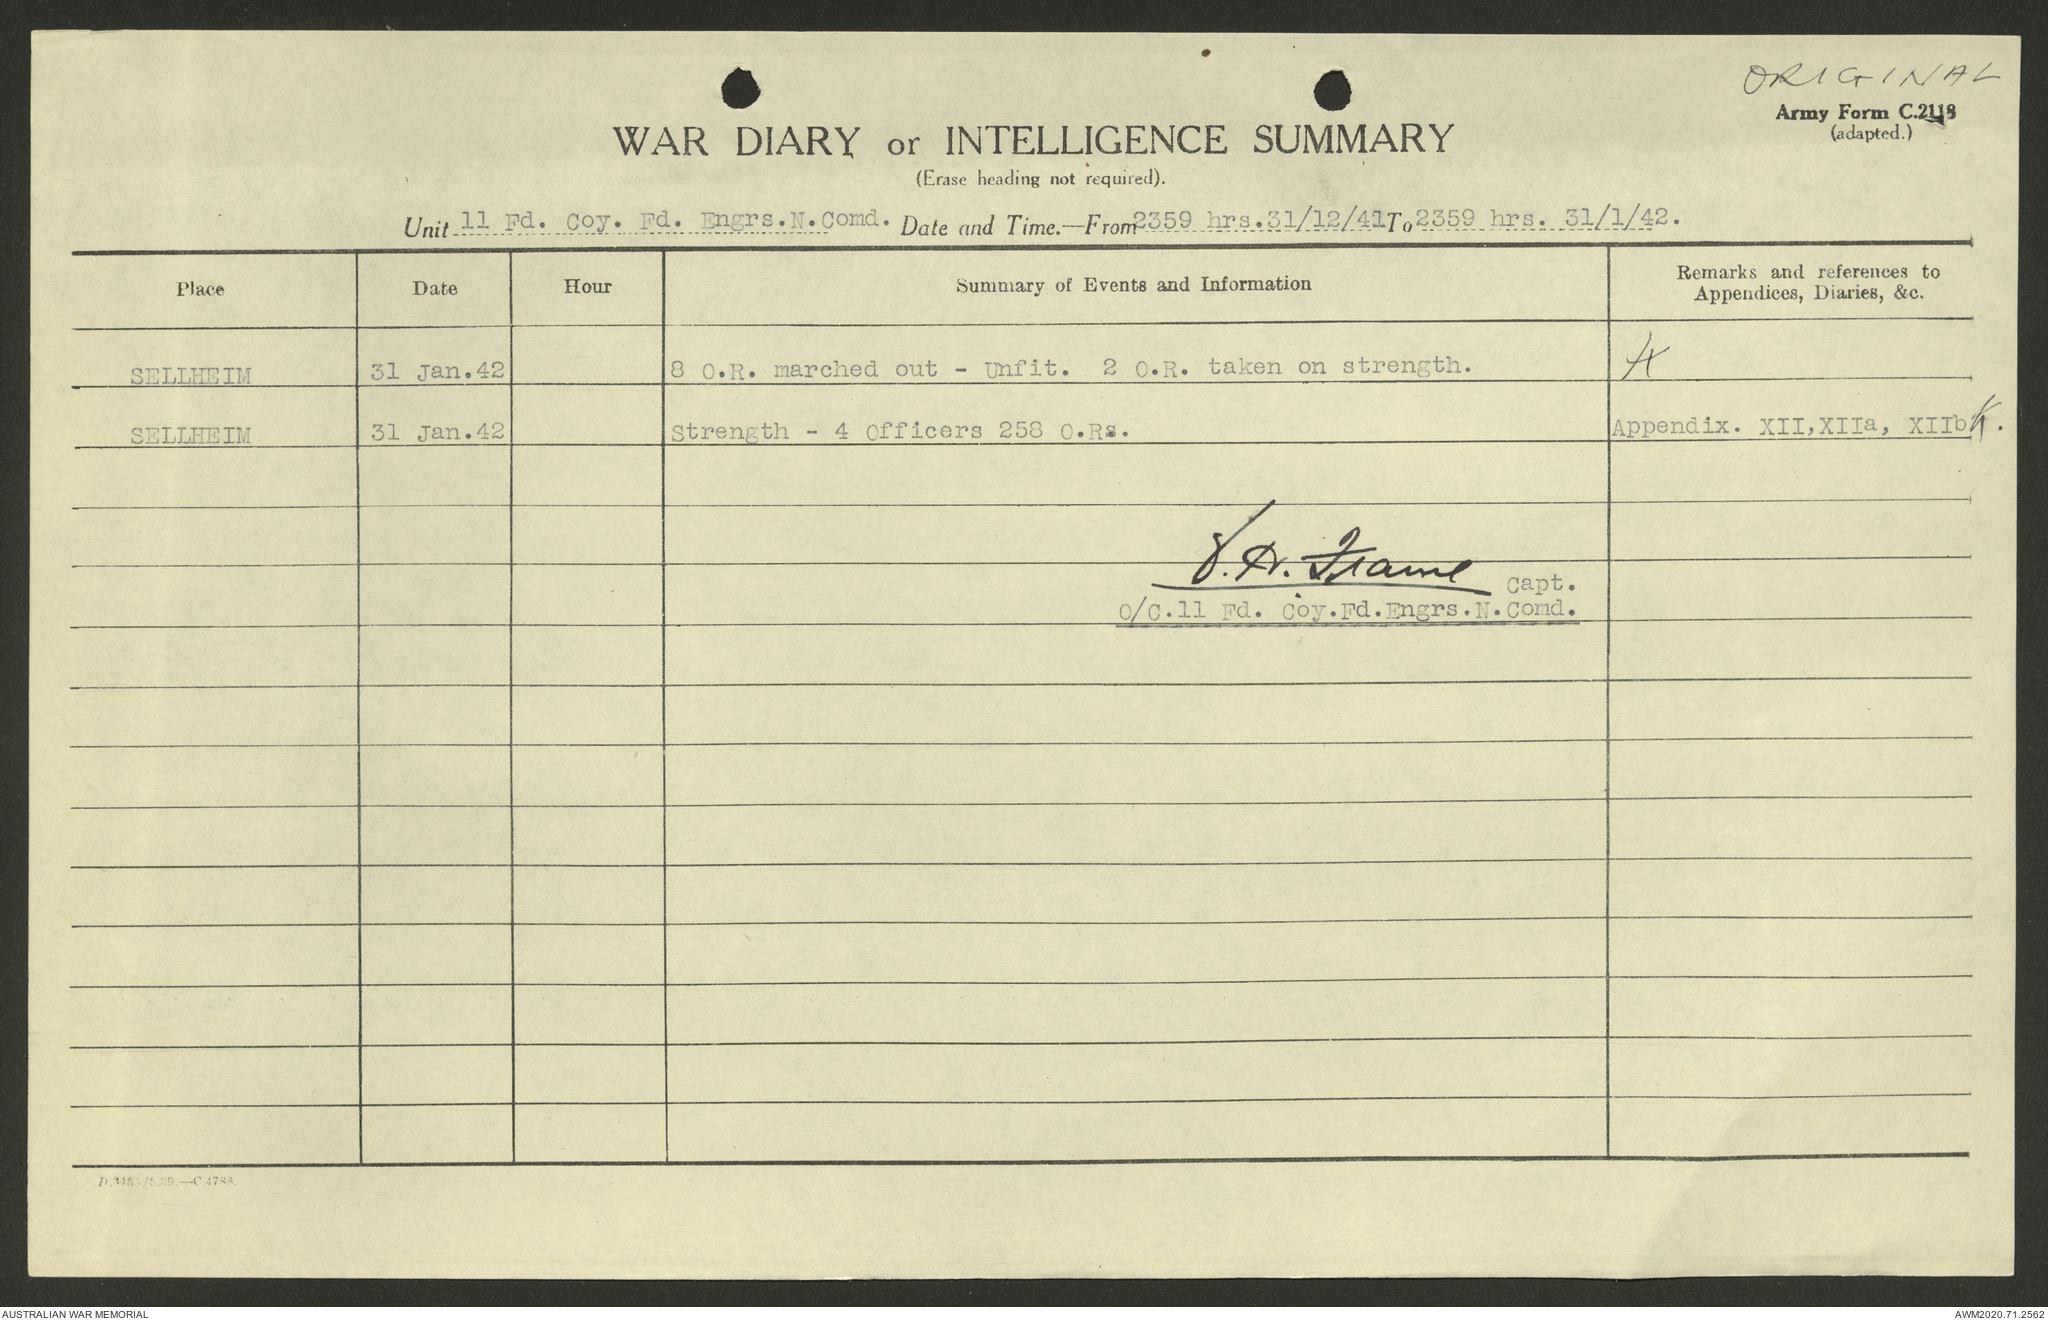 ORIGINAL
Army Form C.2118
(adapted.)
WAR DIARY or INTELLIGENCE SUMMARY
(Erase heading not required).
Unit 11 Fd. Coy. Fd. Engrs.N.Comd. Date and Time.—From 2359 hrs.31/12/41 To 2359 hrs. 31/1/42.
Place Date Hour Summary of Events and Information Remarks and references to
Appendices, Diaries, &c.
SELLHEIM 31 Jan.42 8 O.R. marched out - Unfit. 2 O.R. taken on strength.
SELLHEIM 31 Jan.42 Strength - 4 Officers 258 O.Rs. Appendix. XII,XIIa, XIIb.
Frame Capt.
O/C.11 Fd. Coy.Fd.Engrs.N.Comd.
AUSTRALIAN WAR MEMORIAL
AWM2020.71.2562